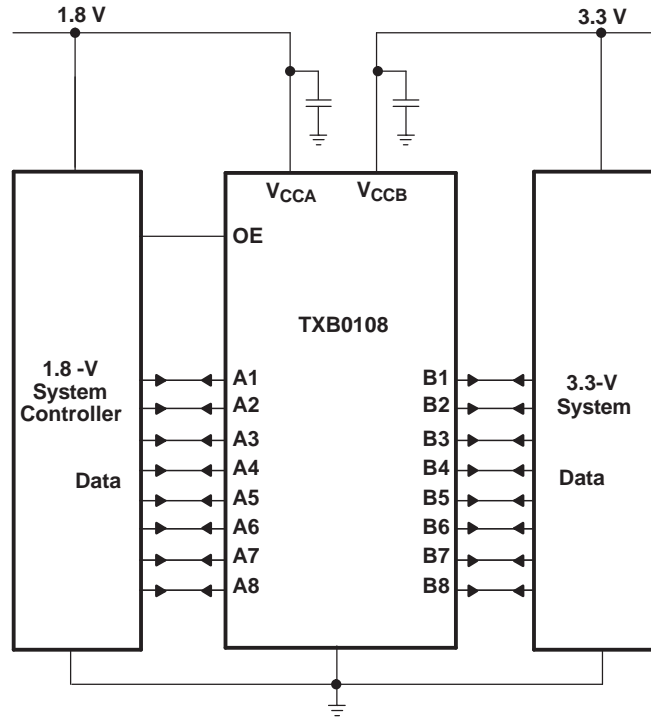 1.8 V
3.3 V
VCCA
VCCB
OE
TXB0108
1.8 -V
System
Controller
Data
A1
A2
A3
A4
A5
A6
A7
A8
B1
B2
B3
B4
B5
B6
B7
B8
3.3-V
System
Data